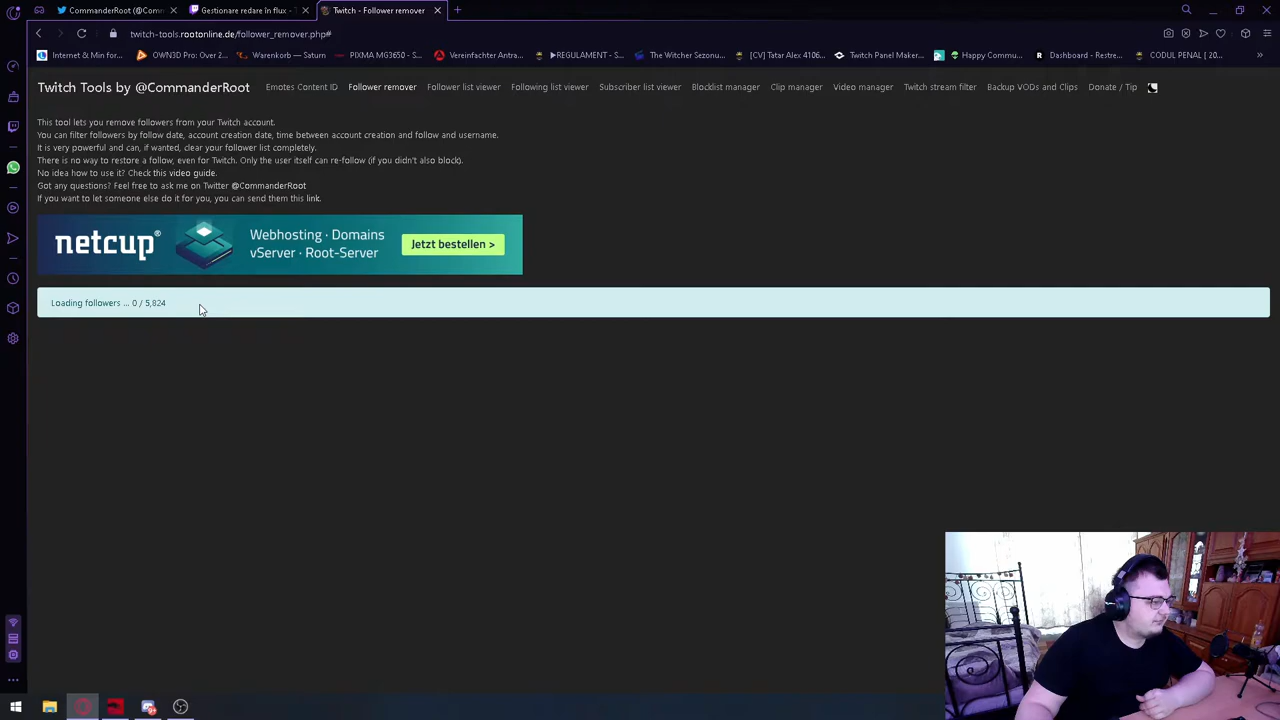 CommanderRoot (@Comm
Gestionare redare în flux - T
Twitch - Follower remover
twitch-tools.rootonline.de/follower_remover.php#
Internet & Min for...
OWN3D Pro: Over 2...
Warenkorb — Saturn
PIXMA MG3650 - S...
Vereinfachter Antra...
►REGULAMENT - S...
The Witcher Sezonu...
[CV] Tatar Alex 4106...
Twitch Panel Maker...
Happy Commu...
Dashboard - Restre...
CODUL PENAL [ 20...
Twitch Tools by @CommanderRoot
Emotes Content ID
Follower remover
Follower list viewer
Following list viewer
Subscriber list viewer
Blocklist manager
Clip manager
Video manager
Twitch stream filter
Backup VODs and Clips
Donate / Tip
This tool lets you remove followers from your Twitch account.
You can filter followers by follow date, account creation date, time between account creation and follow and username.
It is very powerful and can, if wanted, clear your follower list completely.
There is no way to restore a follow, even for Twitch. Only the user itself can re-follow (if you didn't also block).
No idea how to use it? Check this video guide.
Got any questions? Feel free to ask me on Twitter @CommanderRoot
If you want to let someone else do it for you, you can send them this link.
netcup®
Webhosting · Domains
vServer · Root-Server
Jetzt bestellen >
Loading followers ... 0 / 5,824